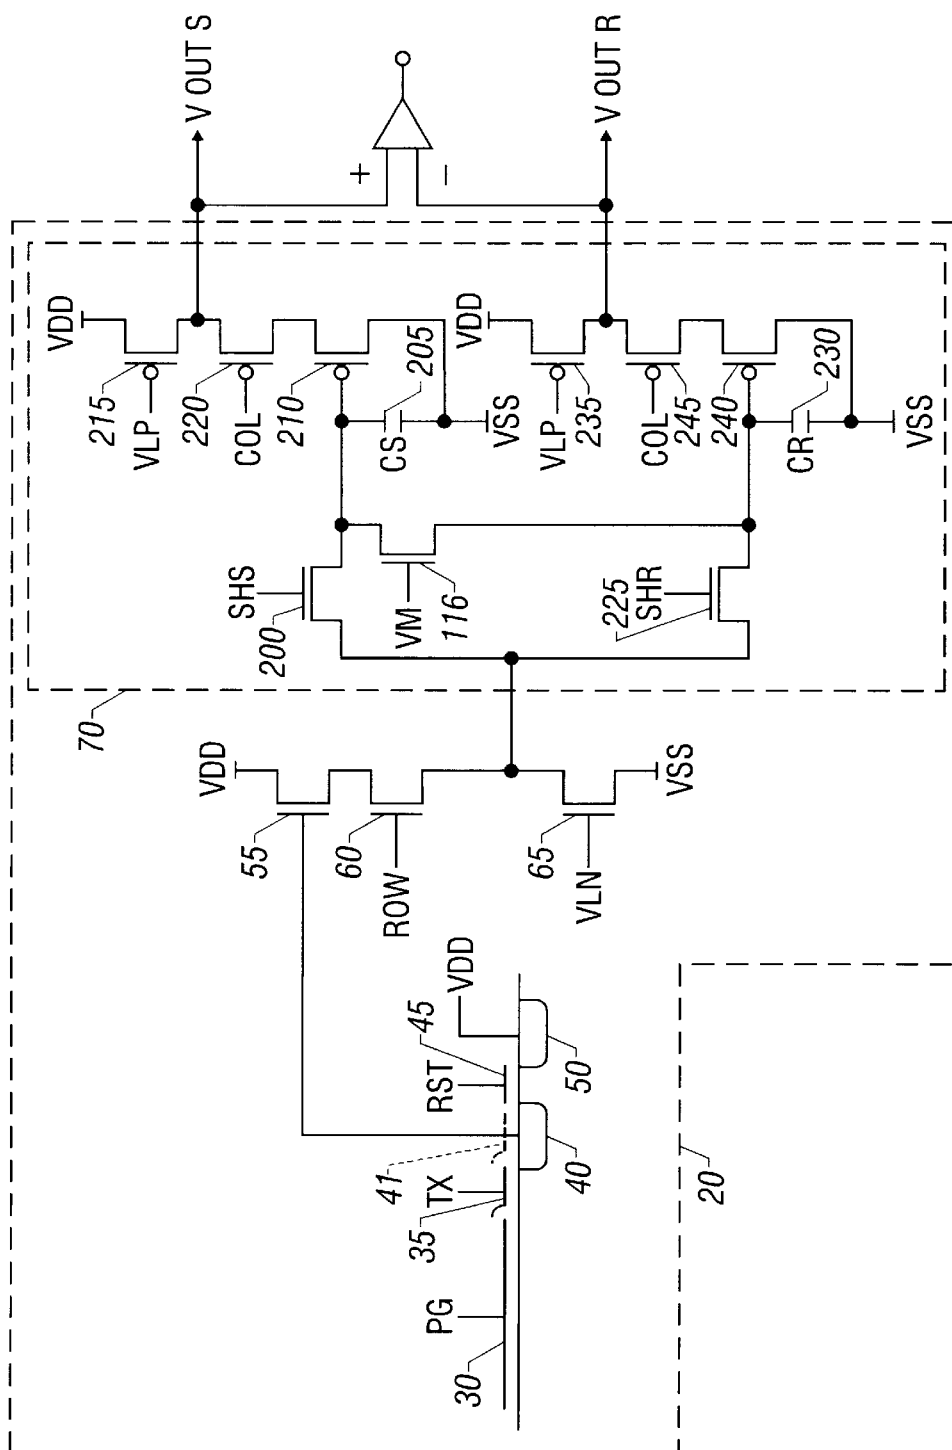 V OUT S
V OUT R
+
−
VDD
215
VLP
220
COL
210
205
CS
VSS
VDD
VLP
235
COL
245
240
230
CR
VSS
SHS
200
VM
116
225
SHR
70
VDD
55
60
ROW
65
VLN
VSS
VDD
45
RST
50
41
TX
40
35
PG
30
20